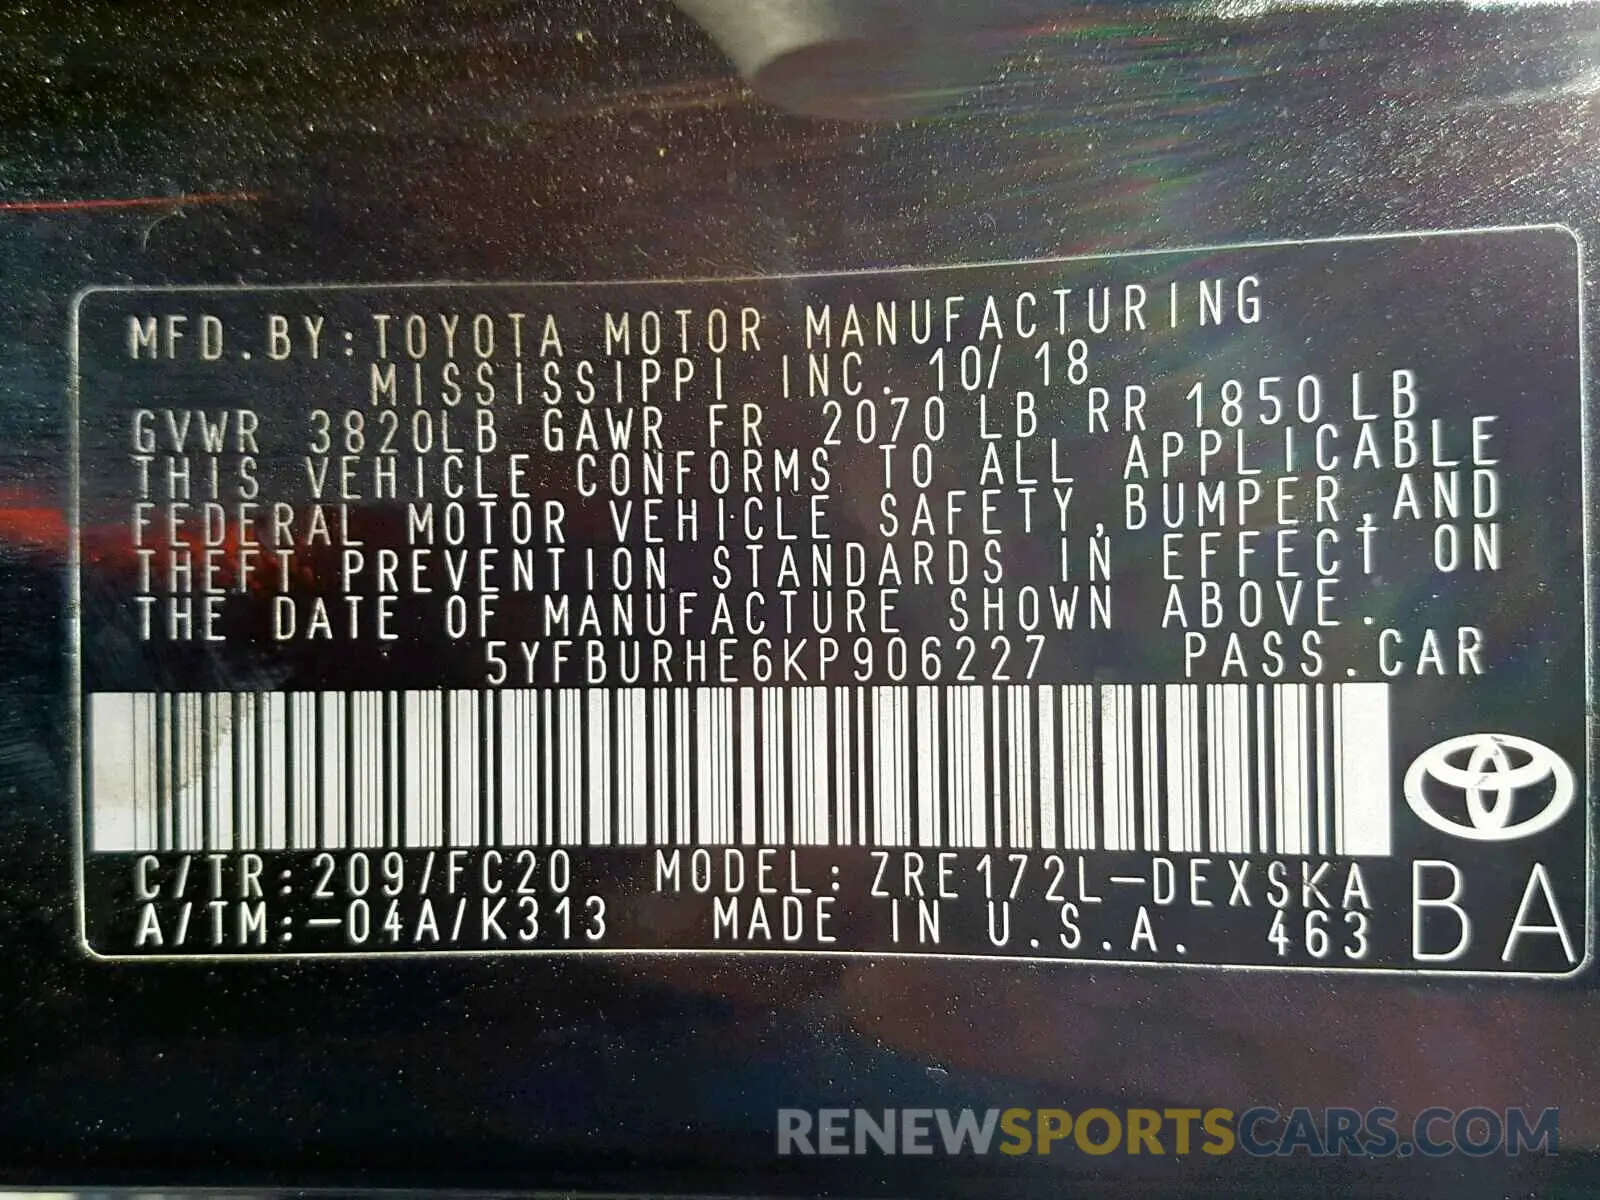 MFD.BY:TOYOTA MOTOR MANUFACTURING
MISSISSIPPI INC. 10/18
GVWR 3820LB GAWR FR 2070 LB RR 1850LB
THIS VEHICLE CONFORMS TO ALL APPLICABLE
FEDERAL MOTOR VEHICLE SAFETY,BUMPER,AND
THEFT PREVENTION STANDARDS IN EFFECT ON
THE DATE OF MANUFACTURE SHOWN ABOVE.
5YFBURHE6KP906227 PASS.CAR
C/TR:209/FC20 MODEL:ZRE172L-DEXSKA
A/TM:-04A/K313 MADE IN U.S.A. 463
BA
RENEWSPORTSCARS.COM